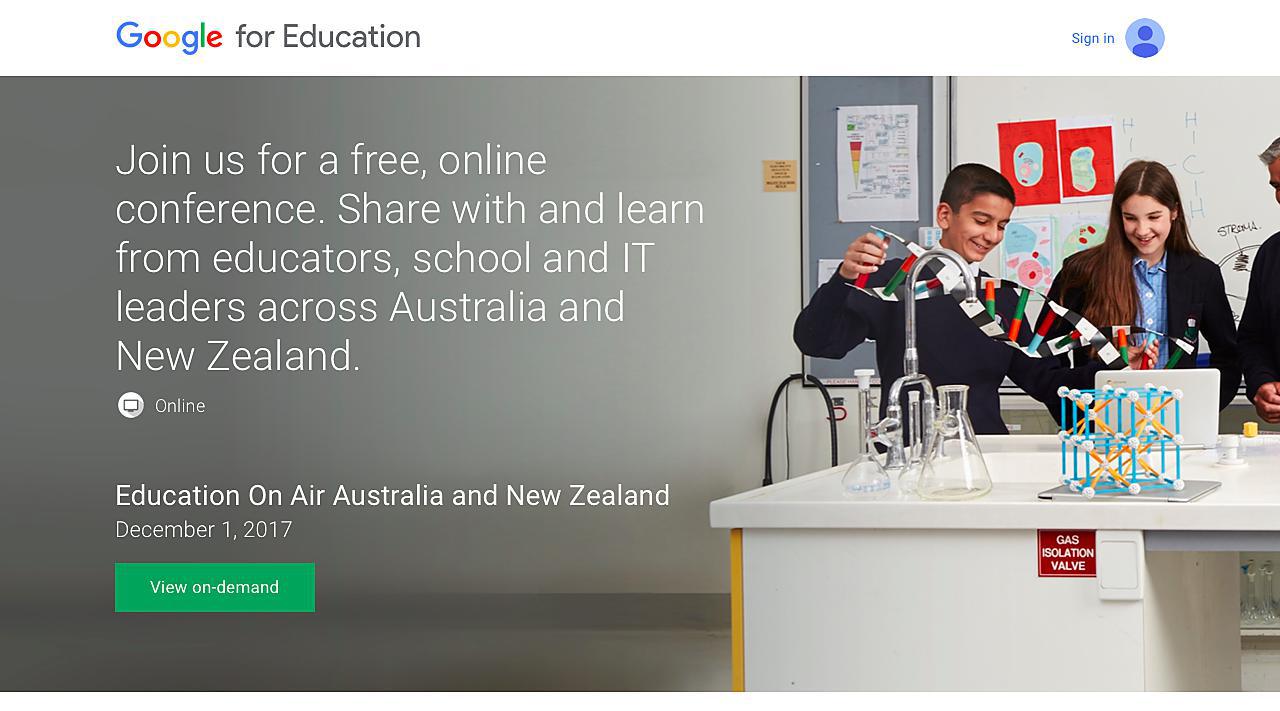 Google for Education
Sign in
Join us for a free, online
conference. Share with and learn
from educators, school and IT
leaders across Australia and
New Zealand.
Online
Education On Air Australia and New Zealand
December 1, 2017
View on-demand
STROMA.
GAS
ISOLATION
VALVE